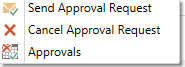 Send Approval Request
Cancel Approval Request
Approvals